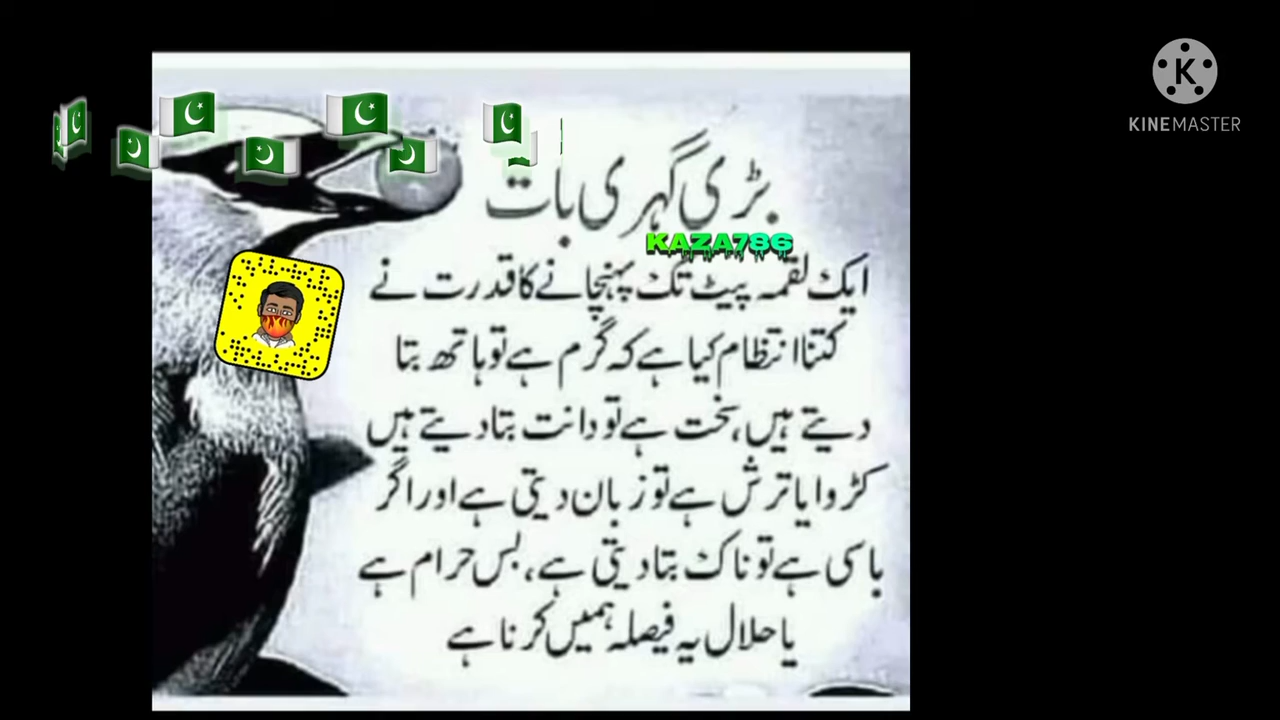 KINEMASTER
بڑی گہری بات
KAZA786
ایک لقمہ پیٹ تک پہنچانے کا قدرت نے
کتنا انتظام کیا ہے کہ گرم ہے تو ہاتھ بتا
دیتے ہیں، سخت ہے تو دانت بتا دیتے ہیں
کڑوا یا ترش ہے تو زبان دیتی ہے اور اگر
باسی ہے تو ناک بتا دیتی ہے، بس حرام ہے
یا حلال یہ فیصلہ ہمیں کرنا ہے